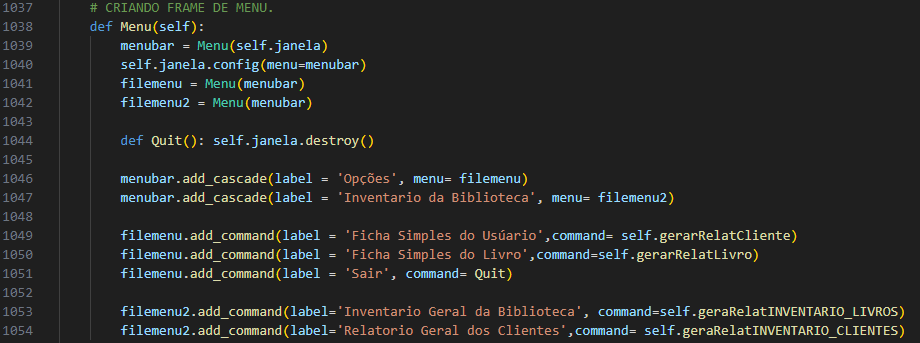 1037 # CRIANDO FRAME DE MENU.
1038 def Menu(self):
1039 menubar = Menu(self.janela)
1040 self.janela.config(menu=menubar)
1041 filemenu = Menu(menubar)
1042 filemenu2 = Menu(menubar)
1043
1044 def Quit(): self.janela.destroy()
1045
1046 menubar.add_cascade(label = 'Opções', menu= filemenu)
1047 menubar.add_cascade(label = 'Inventario da Biblioteca', menu= filemenu2)
1048
1049 filemenu.add_command(label = 'Ficha Simples do Usúario',command= self.gerarRelatCliente)
1050 filemenu.add_command(label = 'Ficha Simples do Livro',command=self.gerarRelatLivro)
1051 filemenu.add_command(label = 'Sair', command= Quit)
1052
1053 filemenu2.add_command(label='Inventario Geral da Biblioteca', command=self.geraRelatINVENTARIO_LIVROS)
1054 filemenu2.add_command(label='Relatorio Geral dos Clientes',command= self.geraRelatINVENTARIO_CLIENTES)